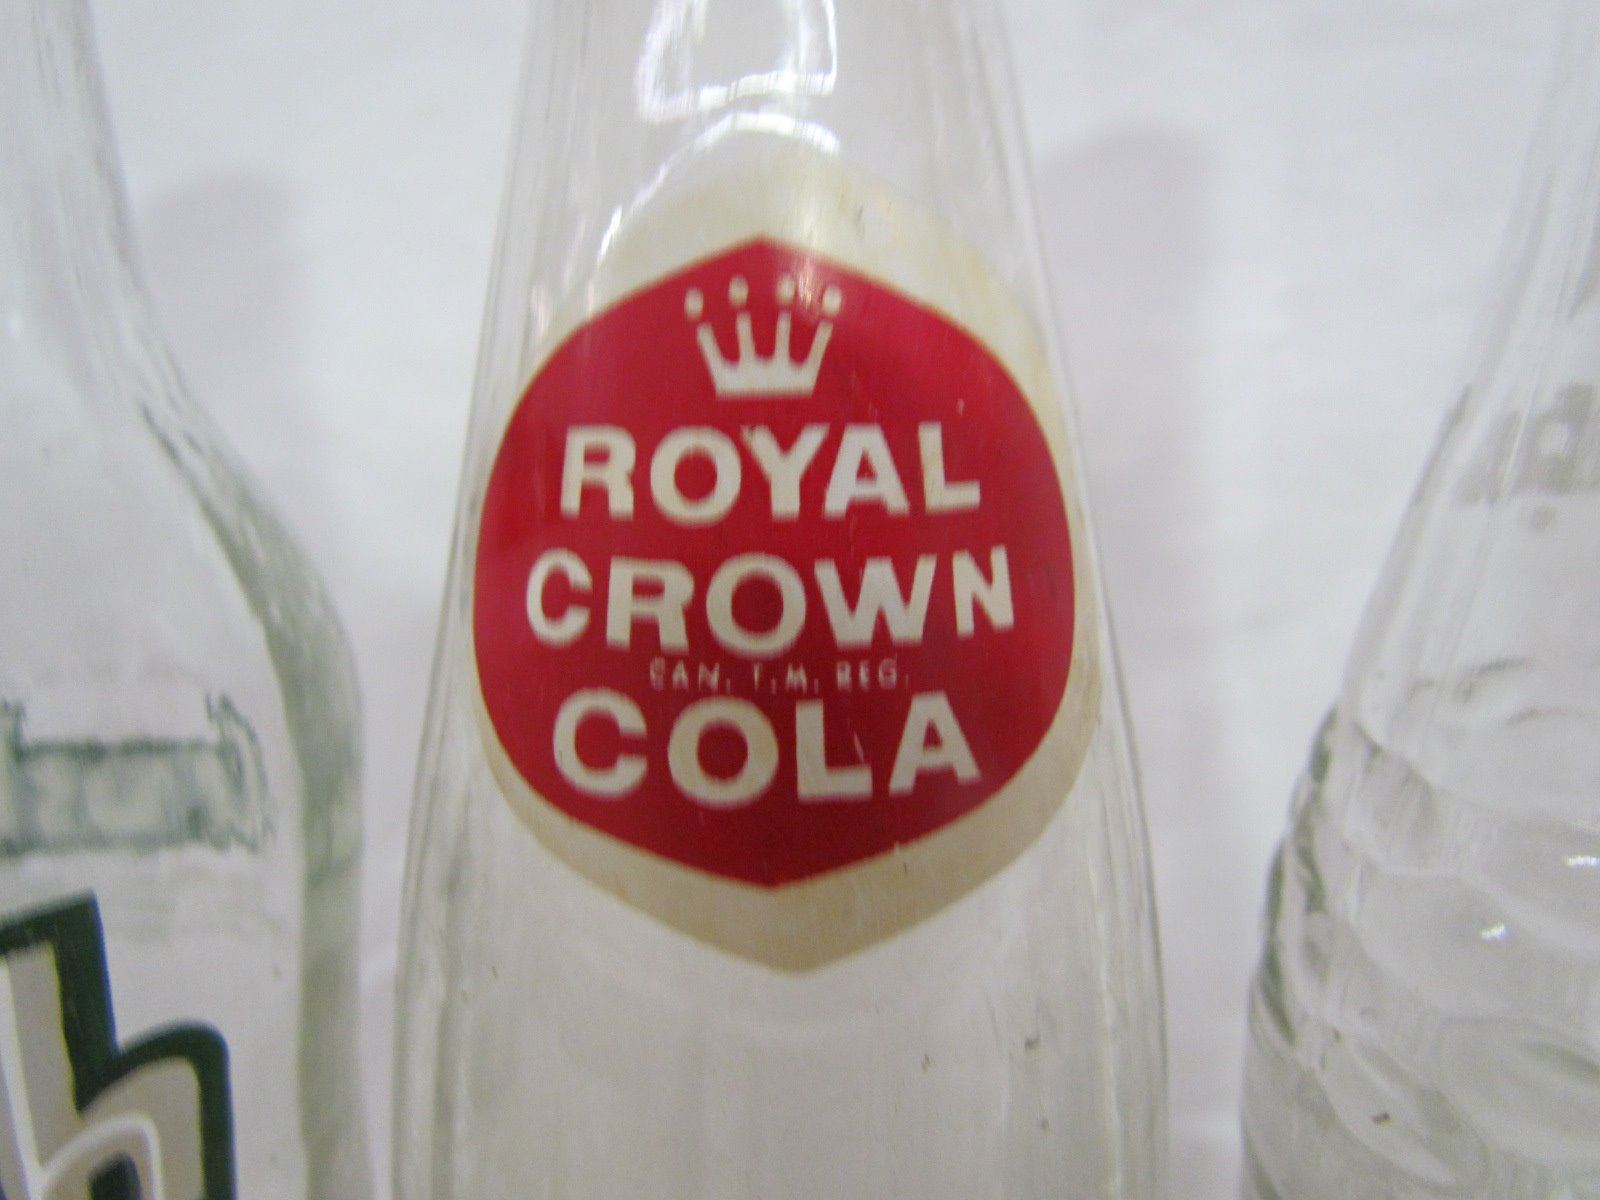 ROYAL
CROWN
CAN. T.M. REG.
COLA
h